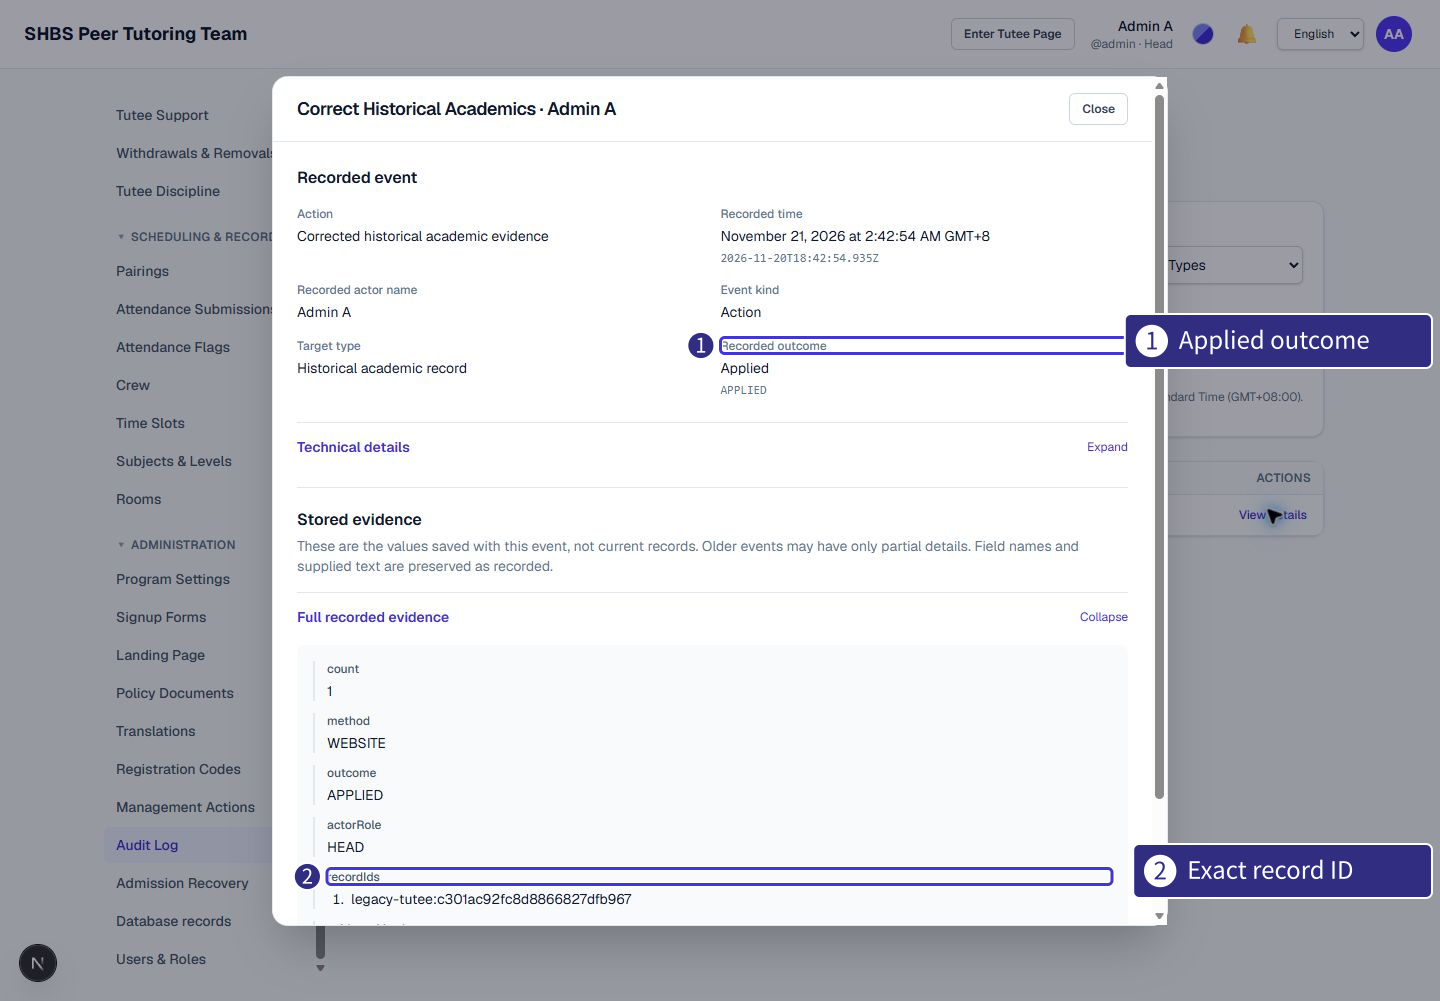 SHBS Peer Tutoring Team
Enter Tutee Page
Admin A
@admin · Head
English
AA
Tutee Support
Withdrawals & Removals
Tutee Discipline
SCHEDULING & RECORD
Pairings
Attendance Submissions
Attendance Flags
Crew
Time Slots
Subjects & Levels
Rooms
ADMINISTRATION
Program Settings
Signup Forms
Landing Page
Policy Documents
Translations
Registration Codes
Management Actions
Audit Log
Admission Recovery
Database records
Users & Roles
N
Correct Historical Academics · Admin A
Close
Recorded event
Action
Corrected historical academic evidence
Recorded time
November 21, 2026 at 2:42:54 AM GMT+8
2026-11-20T18:42:54.935Z
Recorded actor name
Admin A
Event kind
Action
Target type
Historical academic record
1
Recorded outcome
Applied
APPLIED
1 Applied outcome
Technical details
Expand
Stored evidence
These are the values saved with this event, not current records. Older events may have only partial details. Field names and
supplied text are preserved as recorded.
Full recorded evidence
Collapse
count
1
method
WEBSITE
outcome
APPLIED
actorRole
HEAD
2
recordIds
1. legacy-tutee:c301ac92fc8d8866827dfb967
2 Exact record ID
Types
ndard Time (GMT+08:00).
ACTIONS
View
tails